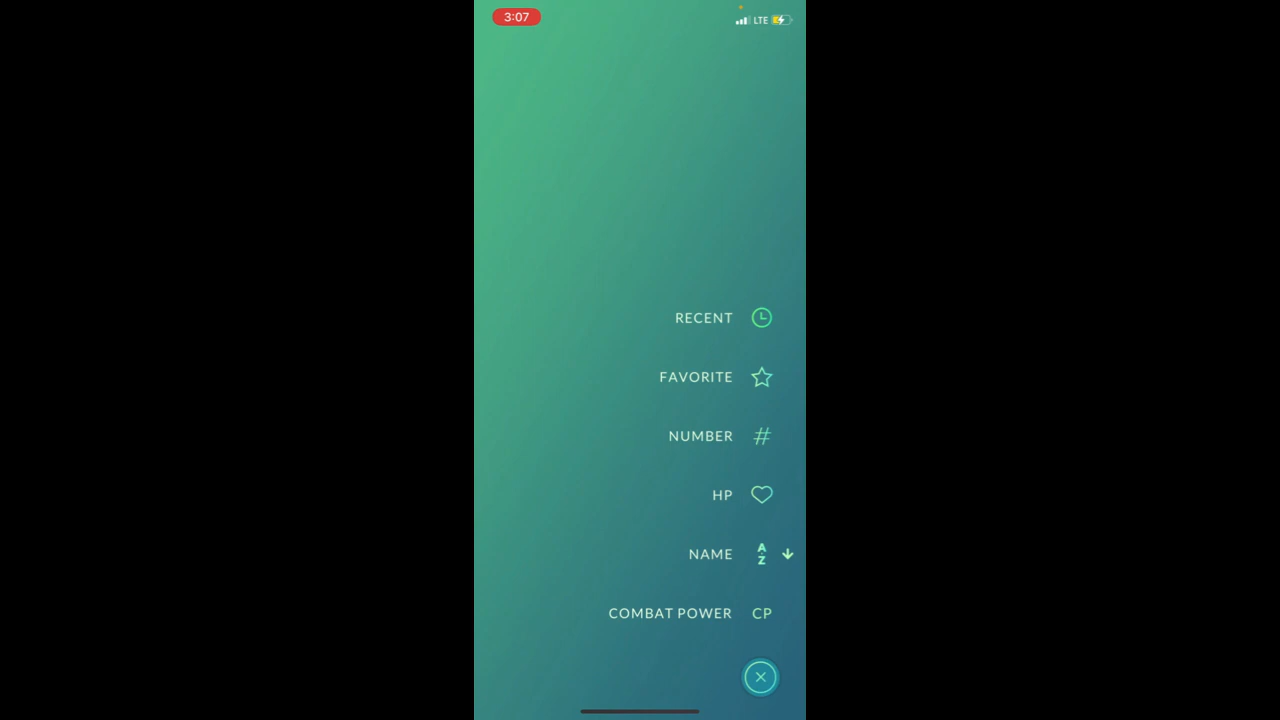 3:07
LTE
RECENT
FAVORITE
NUMBER #
HP
NAME A Z
COMBAT POWER CP